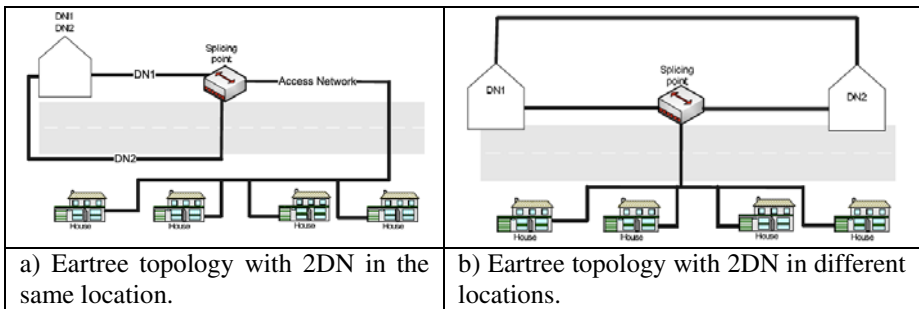 DN1
DN2
Splicing
point
DN1
Access Network
DN2
House
House
House
House
a) Eartree topology with 2DN in the
same location.
Splicing
point
DN1
DN2
House
House
House
House
b) Eartree topology with 2DN in different
locations.